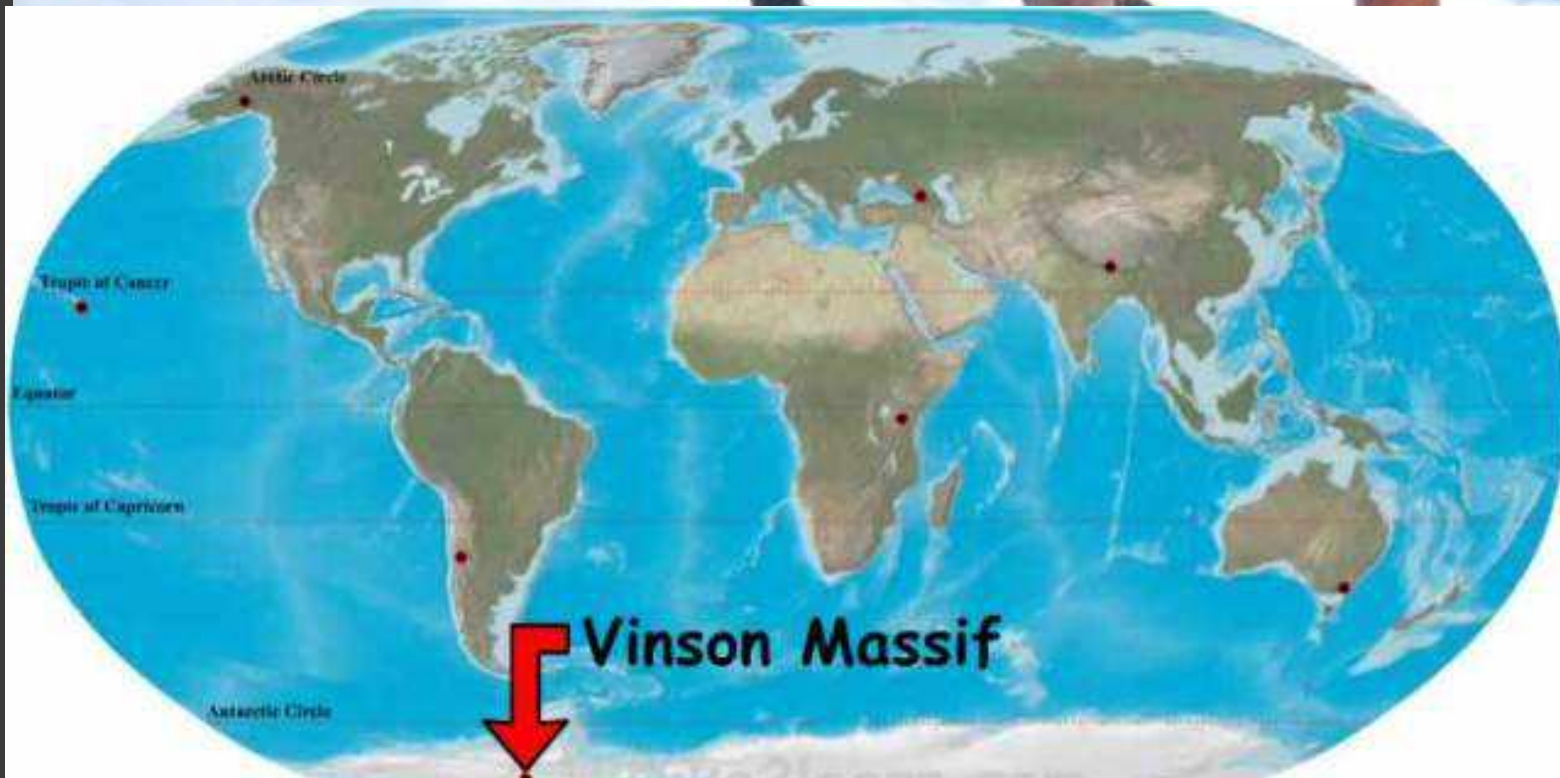 Arctic Circle
Tropic of Cancer
Equator
Tropic of Capricorn
Vinson Massif
Antarctic Circle